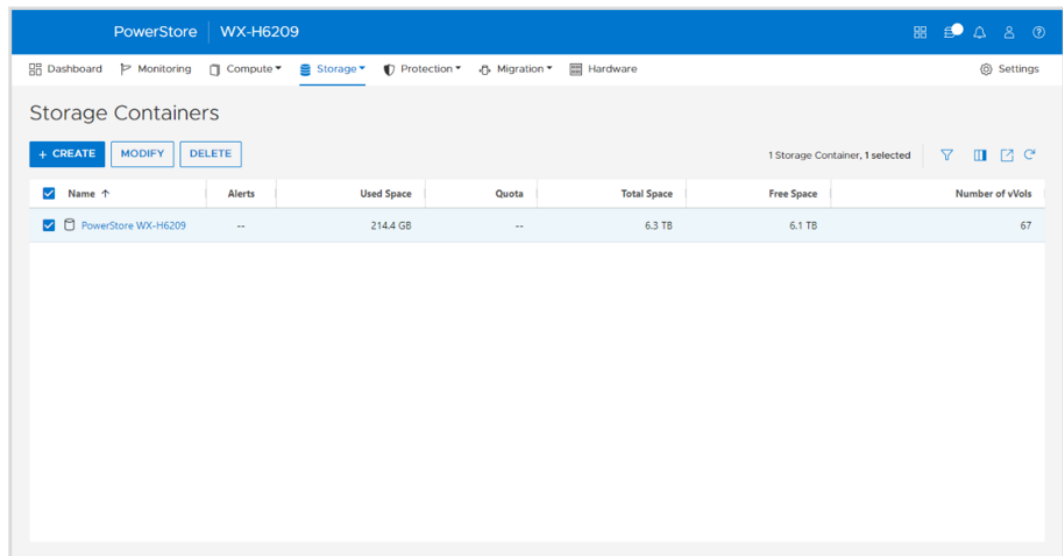 PowerStore WX-H6209
Dashboard Monitoring Compute Storage Protection Migration Hardware Settings
Storage Containers
+ CREATE MODIFY DELETE 1 Storage Container, 1 selected
Name ↑ Alerts Used Space Quota Total Space Free Space Number of vVols
PowerStore WX-H6209 -- 214.4 GB -- 6.3 TB 6.1 TB 67